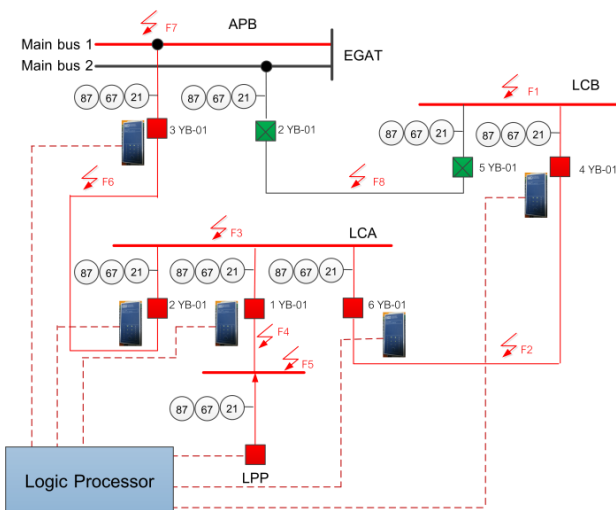 F7
APB
Main bus 1
EGAT
Main bus 2
LCB
F1
87 67 21
87 67 21
87 67 21
87 67 21
3 YB-01
2 YB-01
5 YB-01
4 YB-01
F6
F8
F3
LCA
87 67 21
87 67 21
87 67 21
2 YB-01
1 YB-01
6 YB-01
F4
F2
F5
87 67 21
Logic Processor
LPP